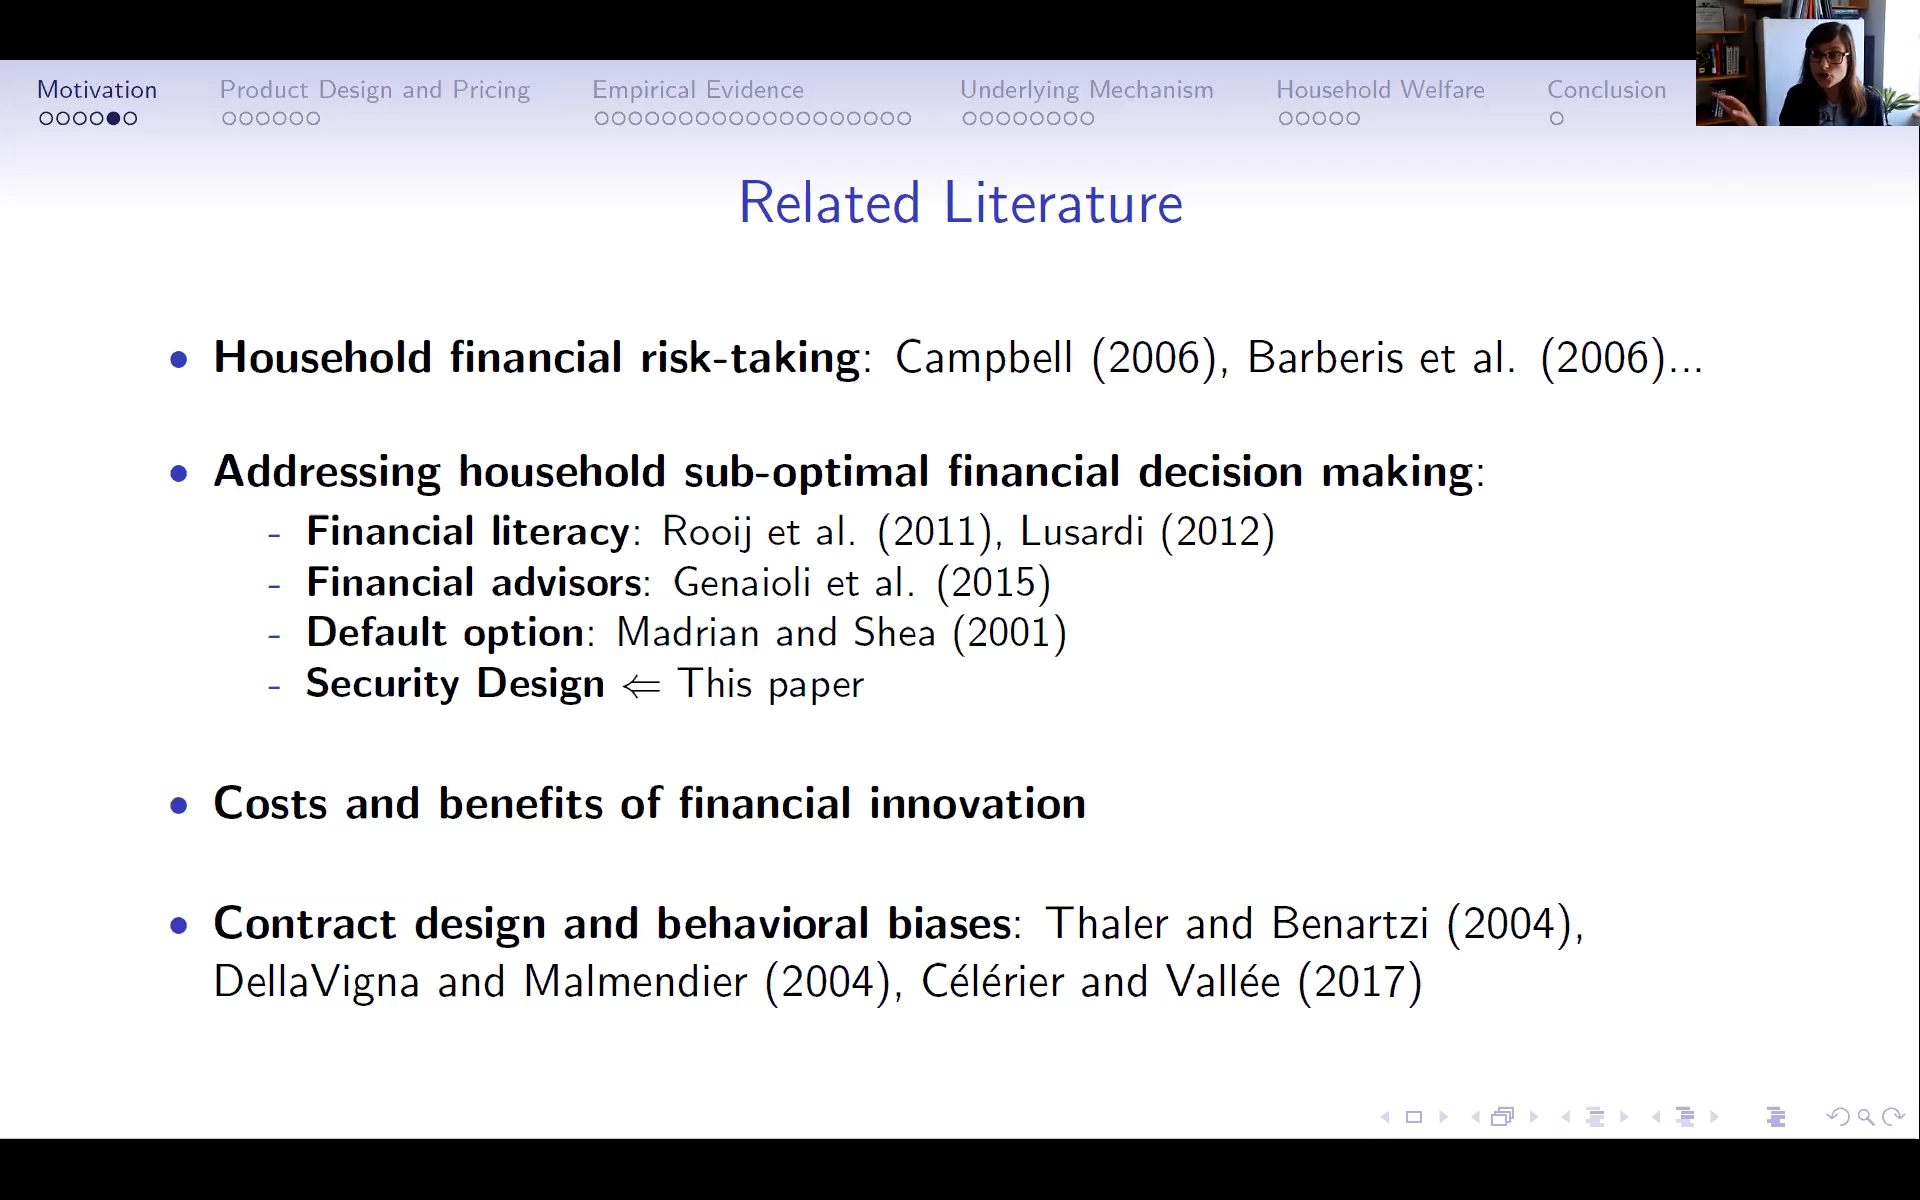 Motivation Product Design and Pricing Empirical Evidence Underlying Mechanism Household Welfare Conclusion
Related Literature
• Household financial risk-taking: Campbell (2006), Barberis et al. (2006)...
• Addressing household sub-optimal financial decision making:
- Financial literacy: Rooij et al. (2011), Lusardi (2012)
- Financial advisors: Genaioli et al. (2015)
- Default option: Madrian and Shea (2001)
- Security Design ⇐ This paper
• Costs and benefits of financial innovation
• Contract design and behavioral biases: Thaler and Benartzi (2004),
DellaVigna and Malmendier (2004), Célérier and Vallée (2017)